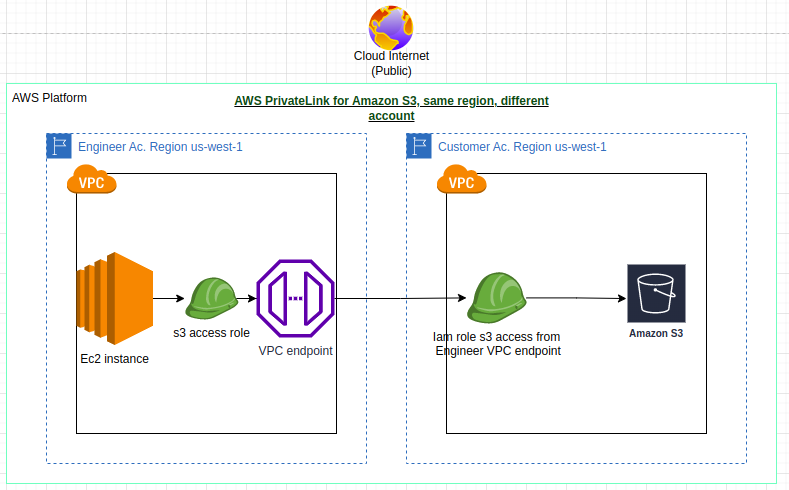 Cloud Internet
(Public)
AWS Platform
AWS PrivateLink for Amazon S3, same region, different
account
Engineer Ac. Region us-west-1
Customer Ac. Region us-west-1
VPC
VPC
s3 access role
Ec2 instance
VPC endpoint
Iam role s3 access from
Engineer VPC endpoint
Amazon S3